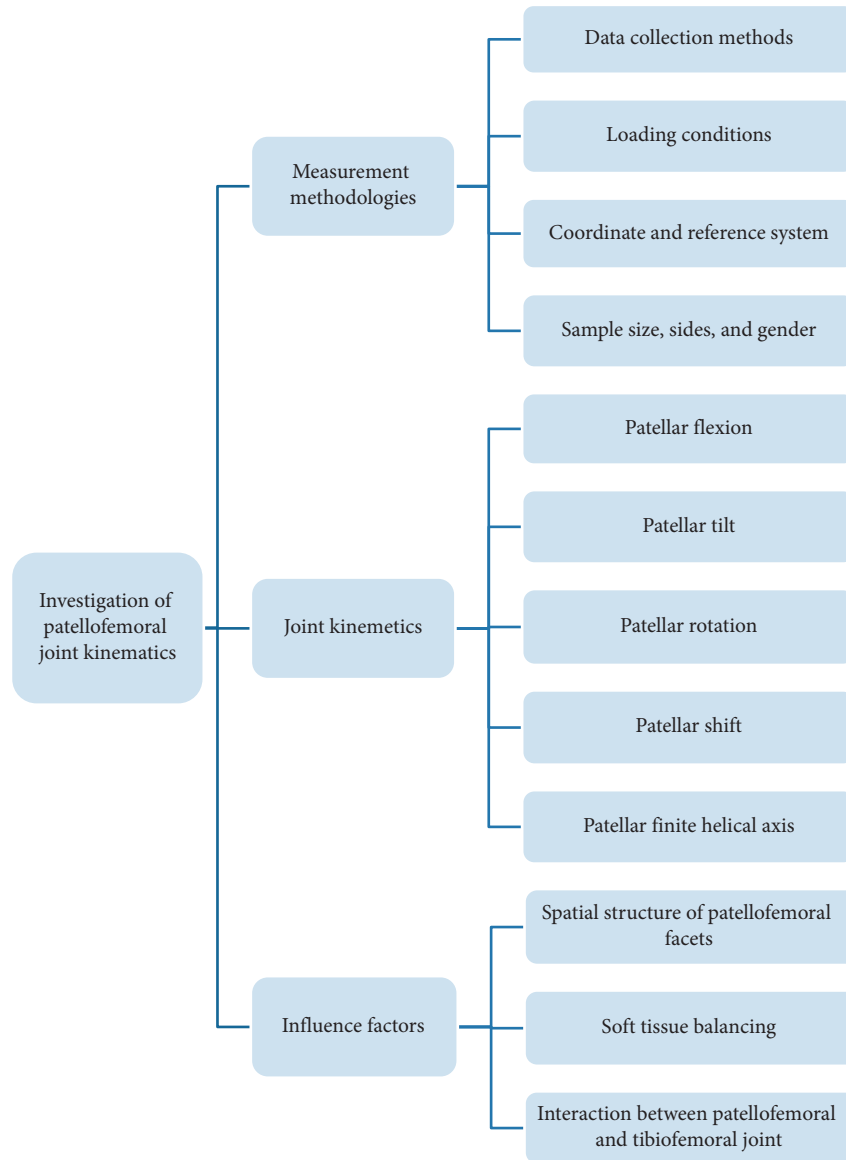 Investigation of
patellofemoral
joint kinematics
Measurement
methodologies
Data collection methods
Loading conditions
Coordinate and reference system
Sample size, sides, and gender
Joint kinemetics
Patellar flexion
Patellar tilt
Patellar rotation
Patellar shift
Patellar finite helical axis
Influence factors
Spatial structure of patellofemoral
facets
Soft tissue balancing
Interaction between patellofemoral
and tibiofemoral joint